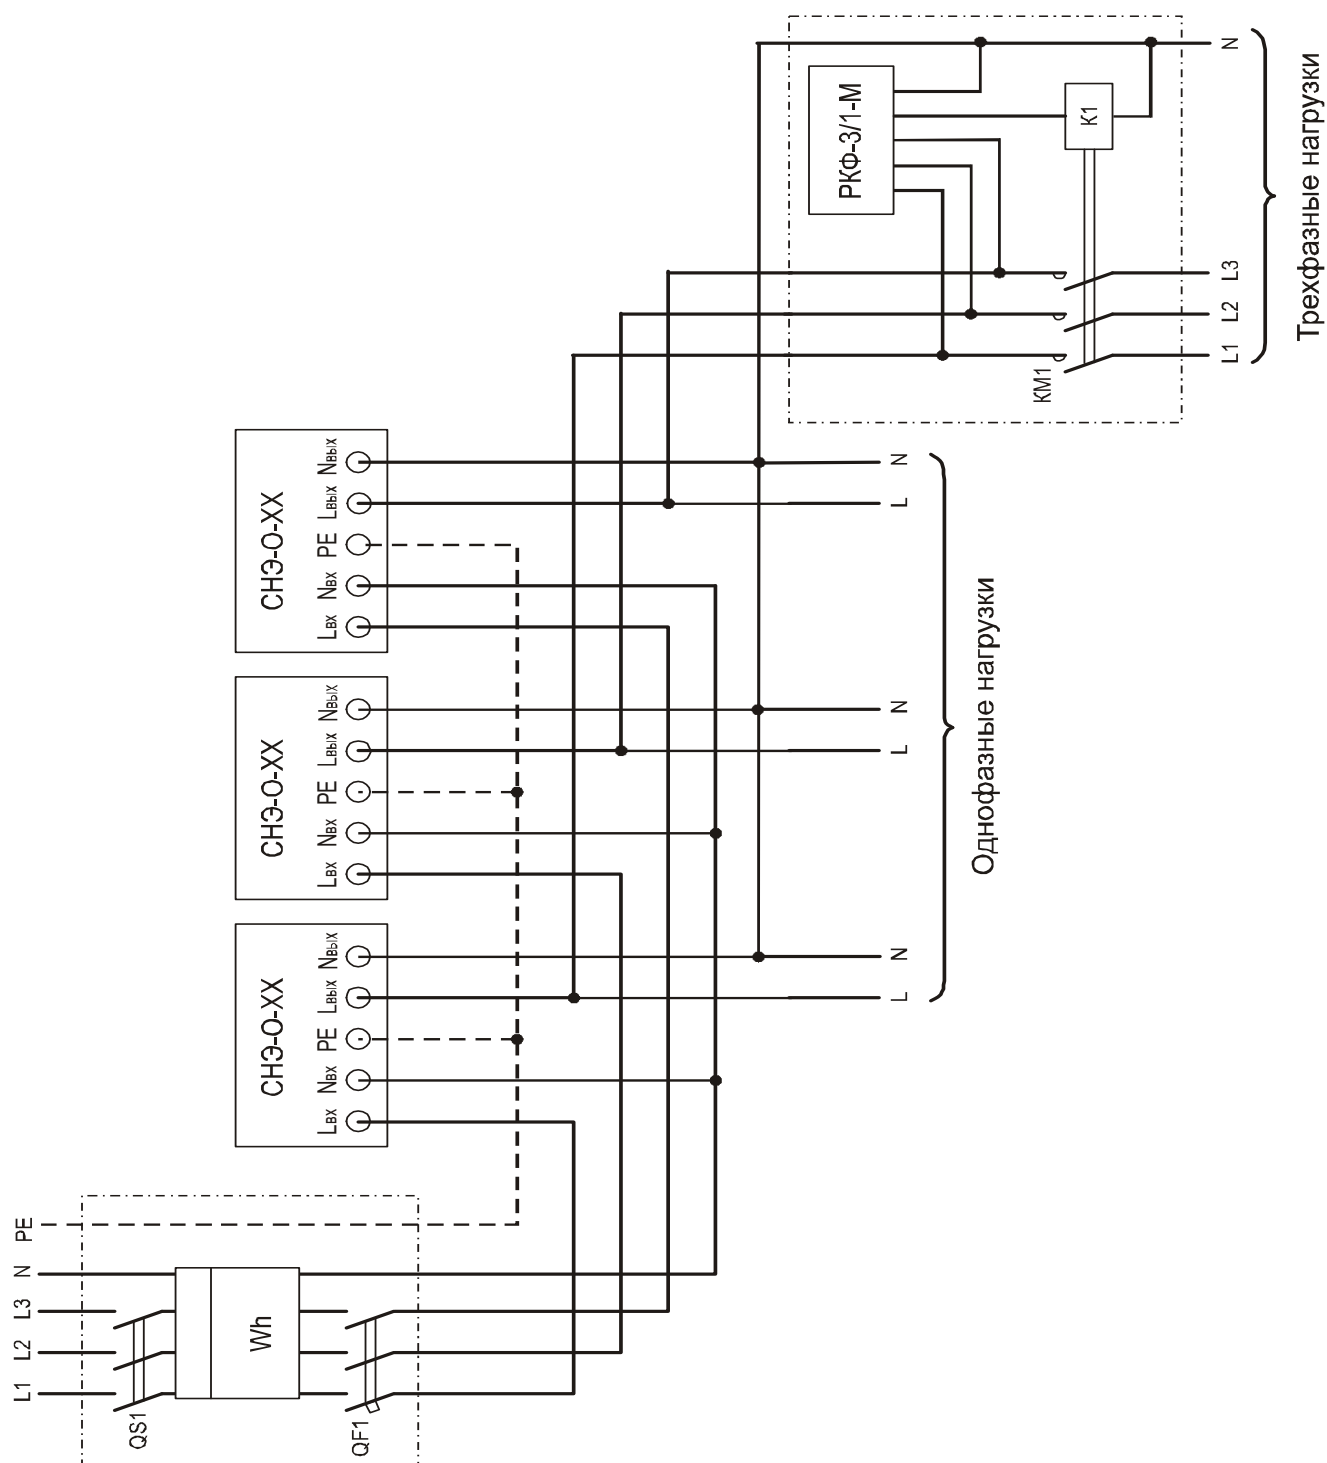 PE
N
L3
L2
L1
QS1
Wh
QF1
СНЭ-О-ХХ
Lвх
Nвх
PE
Lвых
Nвых
СНЭ-О-ХХ
Lвх
Nвх
PE
Lвых
Nвых
СНЭ-О-ХХ
Lвх
Nвх
PE
Lвых
Nвых
L
N
L
N
L
N
Однофазные нагрузки
РКФ-3/1-М
К1
КМ1
L1
L2
L3
N
Трехфазные нагрузки